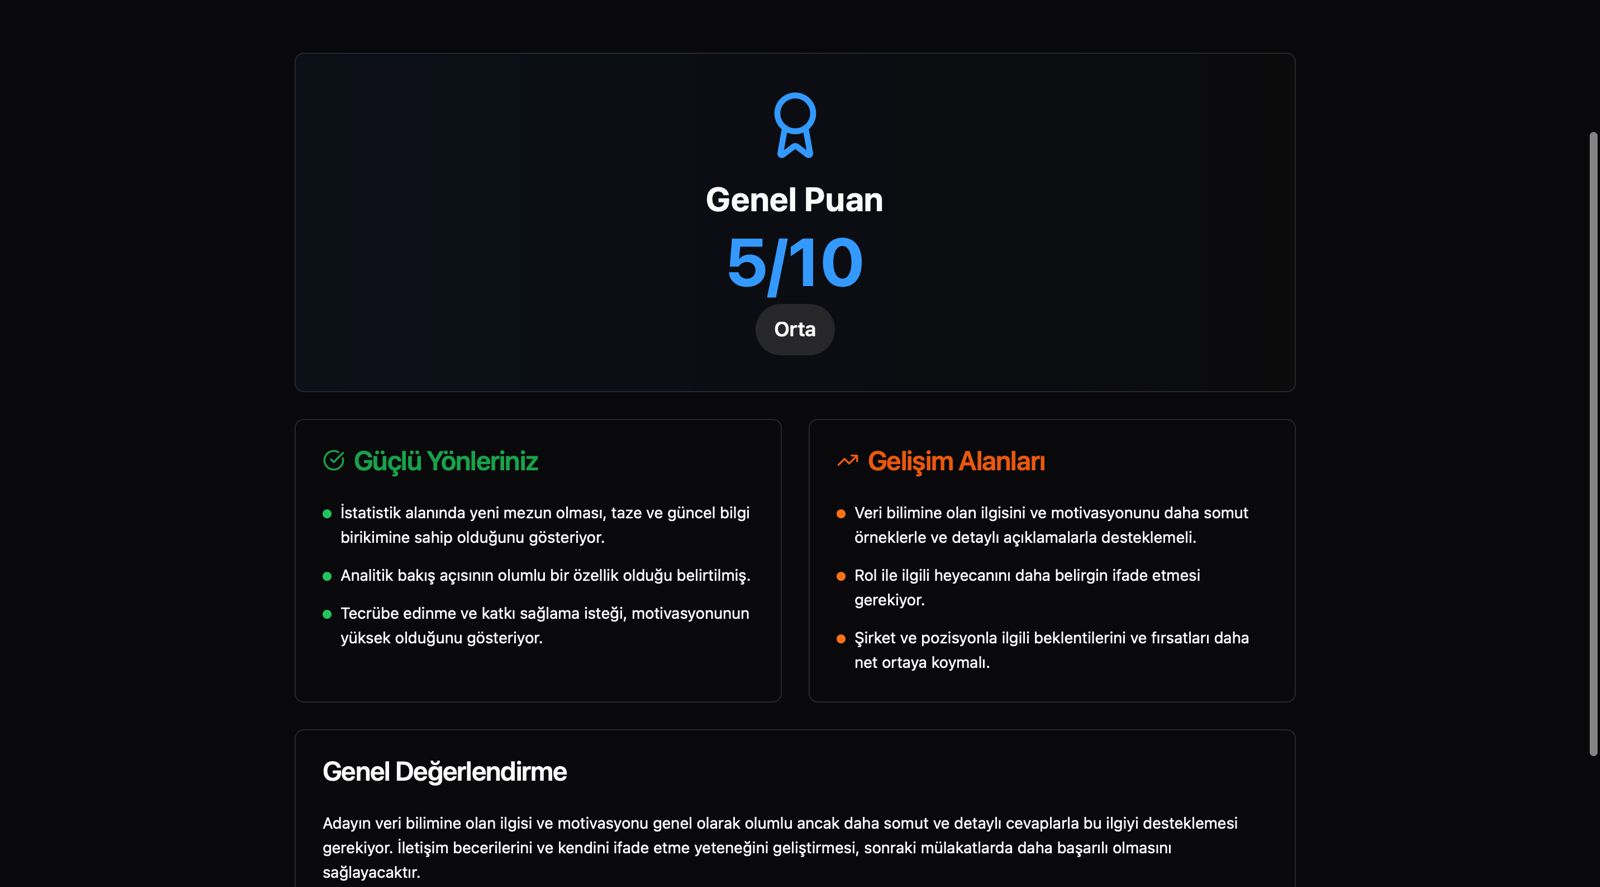 Genel Puan
5/10
Orta
Güçlü Yönleriniz
İstatistik alanında yeni mezun olması, taze ve güncel bilgi
birikimine sahip olduğunu gösteriyor.
Analitik bakış açısının olumlu bir özellik olduğu belirtilmiş.
Tecrübe edinme ve katkı sağlama isteği, motivasyonunun
yüksek olduğunu gösteriyor.
Gelişim Alanları
Veri bilimine olan ilgisini ve motivasyonunu daha somut
örneklerle ve detaylı açıklamalarla desteklemeli.
Rol ile ilgili heyecanını daha belirgin ifade etmesi
gerekiyor.
Şirket ve pozisyonla ilgili beklentilerini ve fırsatları daha
net ortaya koymalı.
Genel Değerlendirme
Adayın veri bilimine olan ilgisi ve motivasyonu genel olarak olumlu ancak daha somut ve detaylı cevaplarla bu ilgiyi desteklemesi
gerekiyor. İletişim becerilerini ve kendini ifade etme yeteneğini geliştirmesi, sonraki mülakatlarda daha başarılı olmasını
sağlayacaktır.